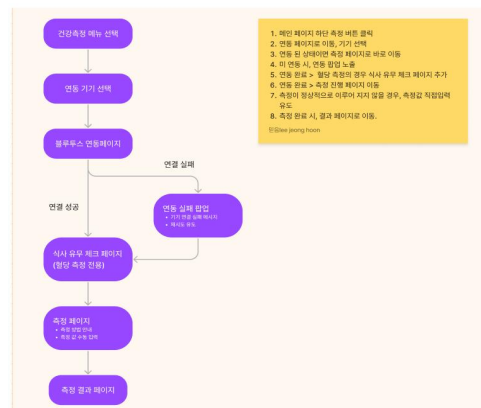 건강측정 메뉴 선택
연동 기기 선택
블루투스 연동페이지
연결 실패
연결 성공
연동 실패 팝업
• 기기 연결 실패 메시지
• 재시도 유도
식사 유무 체크 페이지
(혈당 측정 전용)
측정 페이지
• 측정 방법 안내
• 측정 값 수동 입력
측정 결과 페이지
1. 메인 페이지 하단 측정 버튼 클릭
2. 연동 페이지로 이동, 기기 선택
3. 연동 된 상태이면 측정 페이지로 바로 이동
4. 미 연동 시, 연동 팝업 노출
5. 연동 완료 > 혈당 측정의 경우 식사 유무 체크 페이지 추가
6. 연동 완료 > 측정 진행 페이지 이동
7. 측정이 정상적으로 이루어 지지 않을 경우, 측정값 직접입력
유도
8. 측정 완료 시, 결과 페이지로 이동.
lee jeong hoon